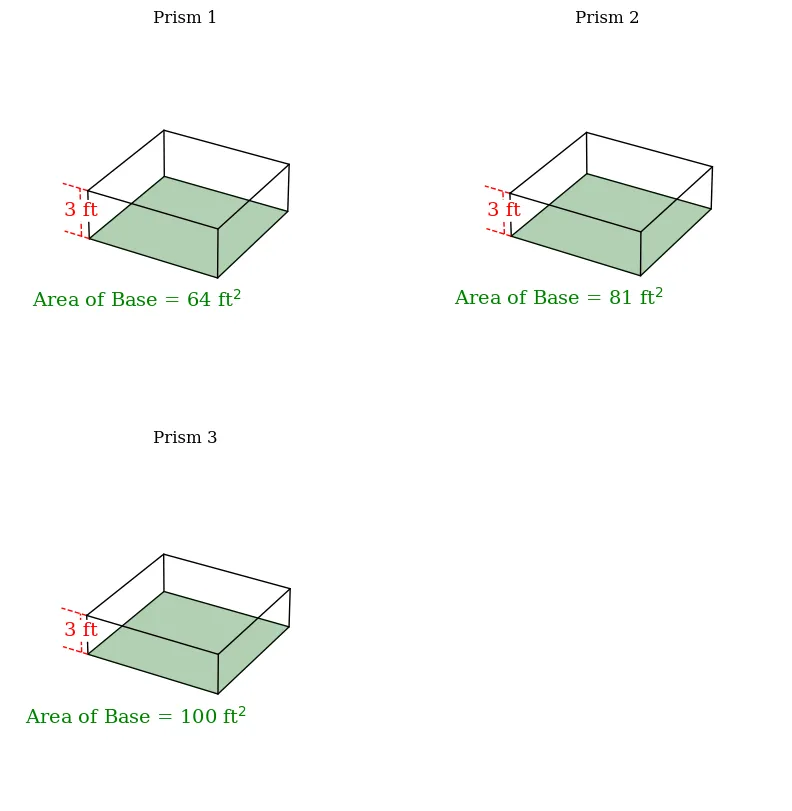 Prism 1
3 ft
Area of Base = 64 ft²
Prism 2
3 ft
Area of Base = 81 ft²
Prism 3
3 ft
Area of Base = 100 ft²